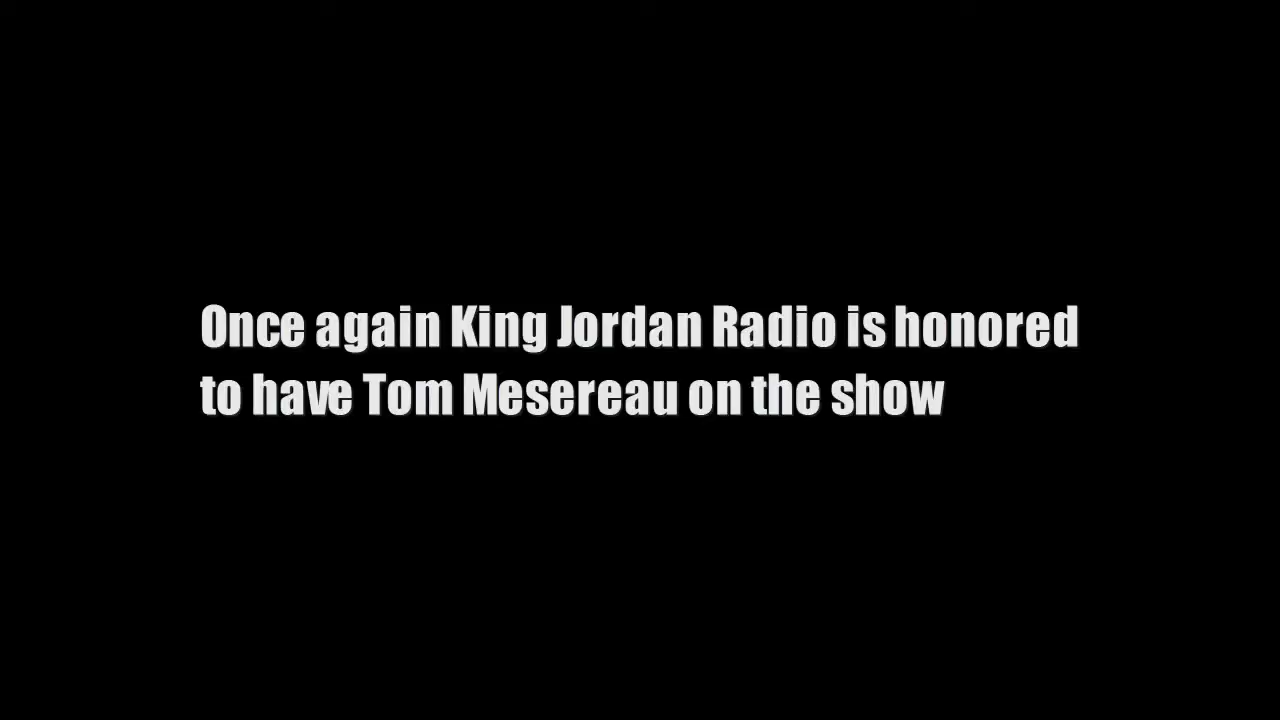 Once again King Jordan Radio is honored
to have Tom Mesereau on the show